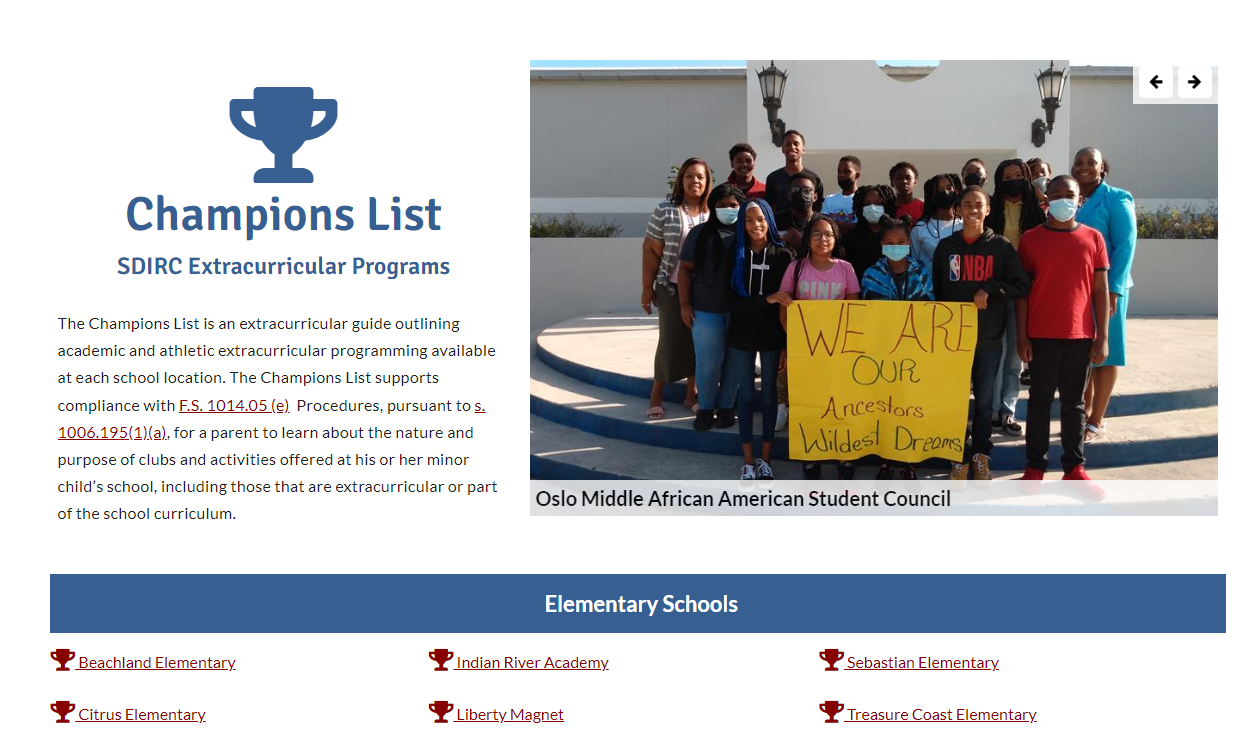 Champions List
SDIRC Extracurricular Programs
The Champions List is an extracurricular guide outlining
academic and athletic extracurricular programming available
at each school location. The Champions List supports
compliance with F.S. 1014.05 (e)  Procedures, pursuant to s.
1006.195(1)(a), for a parent to learn about the nature and
purpose of clubs and activities offered at his or her minor
child's school, including those that are extracurricular or part
of the school curriculum.
PINK
NBA
WE ARE
OUR
Ancestors
Wildest Dreams
Oslo Middle African American Student Council
Elementary Schools
Beachland Elementary
Indian River Academy
Sebastian Elementary
Citrus Elementary
Liberty Magnet
Treasure Coast Elementary